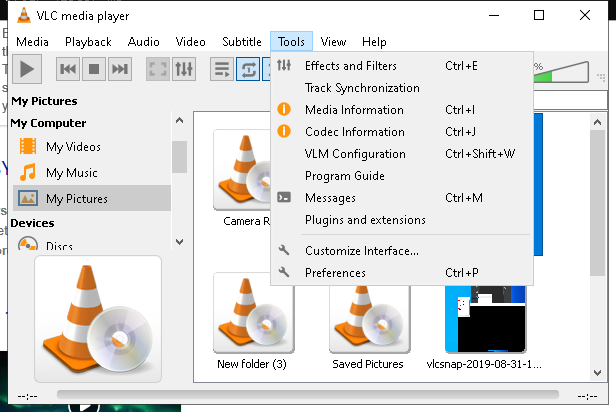 VLC media player
Media Playback Audio Video Subtitle Tools View Help
%
My Pictures
My Computer
My Videos
My Music
My Pictures
Devices
Discs
Effects and Filters Ctrl+E
Track Synchronization
Media Information Ctrl+I
Codec Information Ctrl+J
VLM Configuration Ctrl+Shift+W
Program Guide
Messages Ctrl+M
Plugins and extensions
Customize Interface...
Preferences Ctrl+P
Camera R
New folder (3)
Saved Pictures
vlcsnap-2019-08-31-1...
--:-- --:--